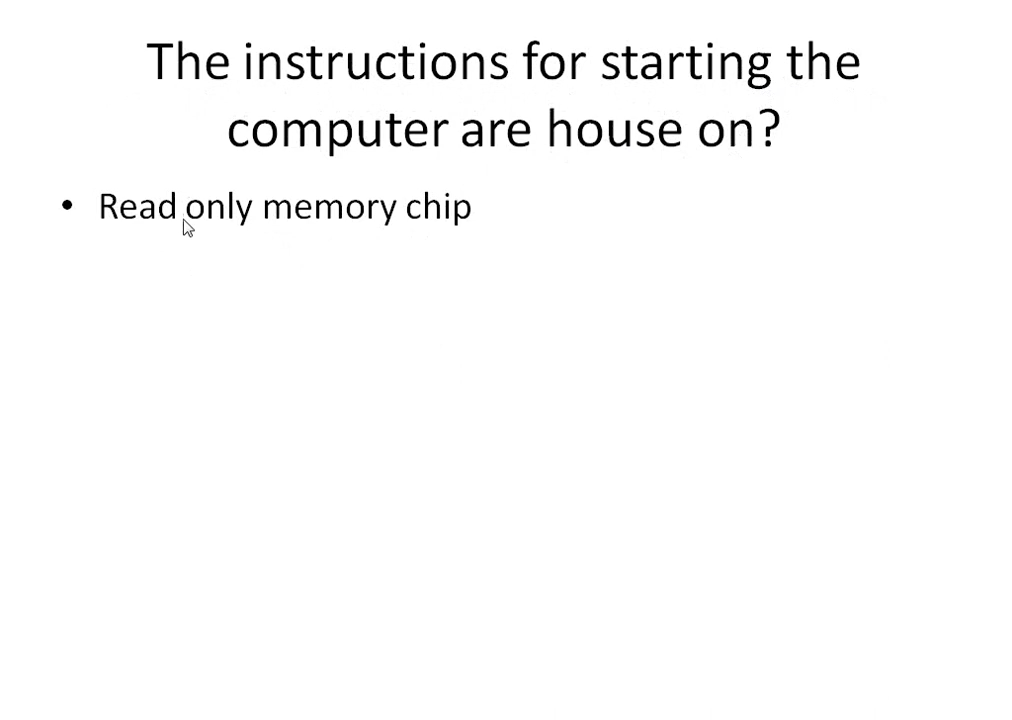 The instructions for starting the
computer are house on?
• Read only memory chip